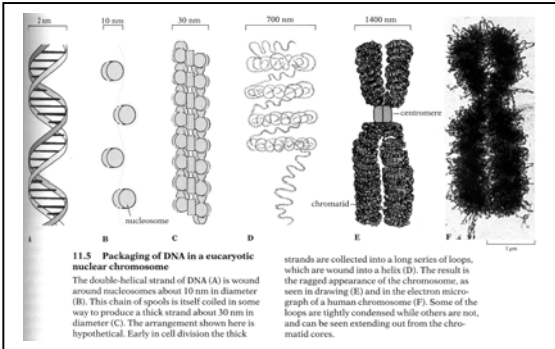 2 nm 10 nm 30 nm 700 nm 1400 nm
centromere
nucleosome
chromatid
A B C D E F
1µm
11.5 Packaging of DNA in a eucaryotic
nuclear chromosome
The double-helical strand of DNA (A) is wound
around nucleosomes about 10 nm in diameter
(B). This chain of spools is itself coiled in some
way to produce a thick strand about 30 nm in
diameter (C). The arrangement shown here is
hypothetical. Early in cell division the thick
strands are collected into a long series of loops,
which are wound into a helix (D). The result is
the ragged appearance of the chromosome, as
seen in drawing (E) and in the electron micro-
graph of a human chromosome (F). Some of the
loops are tightly condensed while others are not,
and can be seen extending out from the chro-
matid cores.